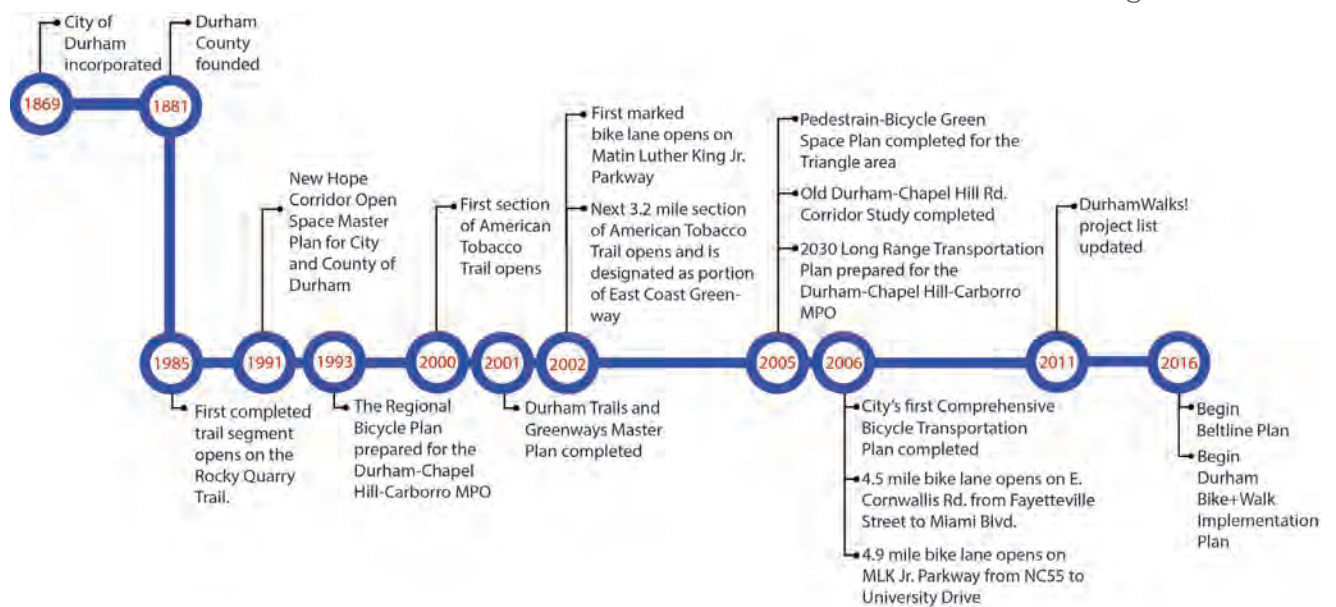 City of
Durham
incorporated
Durham
County
founded
1869
1881
New Hope
Corridor Open
Space Master
Plan for City
and County of
Durham
First section
of American
Tobacco
Trail opens
First marked
bike lane opens on
Matin Luther King Jr.
Parkway
Next 3.2 mile section
of American Tobacco
Trail opens and is
designated as portion
of East Coast Green-
way
Pedestrain-Bicycle Green
Space Plan completed for the
Triangle area
Old Durham-Chapel Hill Rd.
Corridor Study completed
2030 Long Range Transportation
Plan prepared for the
Durham-Chapel Hill-Carborro
MPO
DurhamWalks!
project list
updated
1985
1991
1993
2000
2001
2002
2005
2006
2011
2016
First completed
trail segment
opens on the
Rocky Quarry
Trail.
The Regional
Bicycle Plan
prepared for the
Durham-Chapel
Hill-Carborro MPO
Durham Trails and
Greenways Master
Plan completed
City's first Comprehensive
Bicycle Transportation
Plan completed
4.5 mile bike lane opens on E.
Cornwallis Rd. from Fayetteville
Street to Miami Blvd.
4.9 mile bike lane opens on
MLK Jr. Parkway from NC55 to
University Drive
Begin
Beltline Plan
Begin
Durham
Bike+Walk
Implementation
Plan